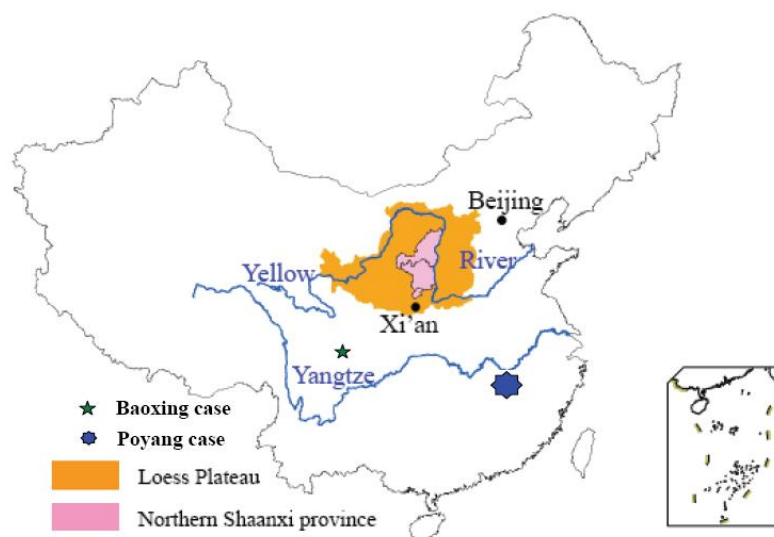 Beijing
Yellow
River
Xi’an
Yangtze
Baoxing case
Poyang case
Loess Plateau
Northern Shaanxi province